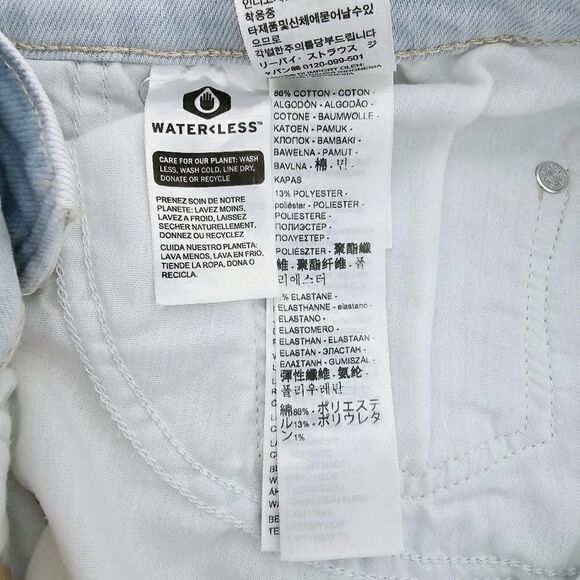 착용중
타제품및신체에묻어날수있
으므로
각별한주의를당부드립니다
リーバイ・ストラウス ジ
ャパン㈱ 0120-099-501
WATER<LESS™
CARE FOR OUR PLANET: WASH
LESS, WASH COLD, LINE DRY,
DONATE OR RECYCLE
PRENEZ SOIN DE NOTRE
PLANETE: LAVEZ MOINS,
LAVEZ A FROID, LAISSEZ
SECHER NATURELLEMENT,
DONNEZ OU RECYCLEZ
CUIDA NUESTRO PLANETA:
LAVA MENOS, LAVA EN FRIO,
TIENDE LA ROPA, DONA O
RECICLA.
86% COTTON - COTON
ALGODÓN - ALGODÃO
COTONE - BAUMWOLLE -
KATOEN - PAMUK -
ХЛОПОК - BAMBAKI -
BAWEŁNA - PAMUT -
BAVLNA - 棉 - 면 -
KAPAS
13% POLYESTER -
poliéster - POLIESTER -
POLIESTERE -
ПОЛИЭСТЕР -
ΠΟΛΥΕΣΤΕΡ -
POLIÉSZTER - 聚酯纖
維 - 聚酯纤维 - 폴
리에스터
1% ELASTANE -
ELASTHANNE - elastano -
ELASTANO -
ELASTOMERO -
ELASTHAN - ELASTAAN -
ELASTAN - ЭЛАСТАН -
ΕΛΑΣΤΑΝΗ - GUMISZÁL -
彈性纖維 - 氨纶 -
폴리우레탄
綿86% - ポリエステ
ル13% - ポリウレタ
ン1%